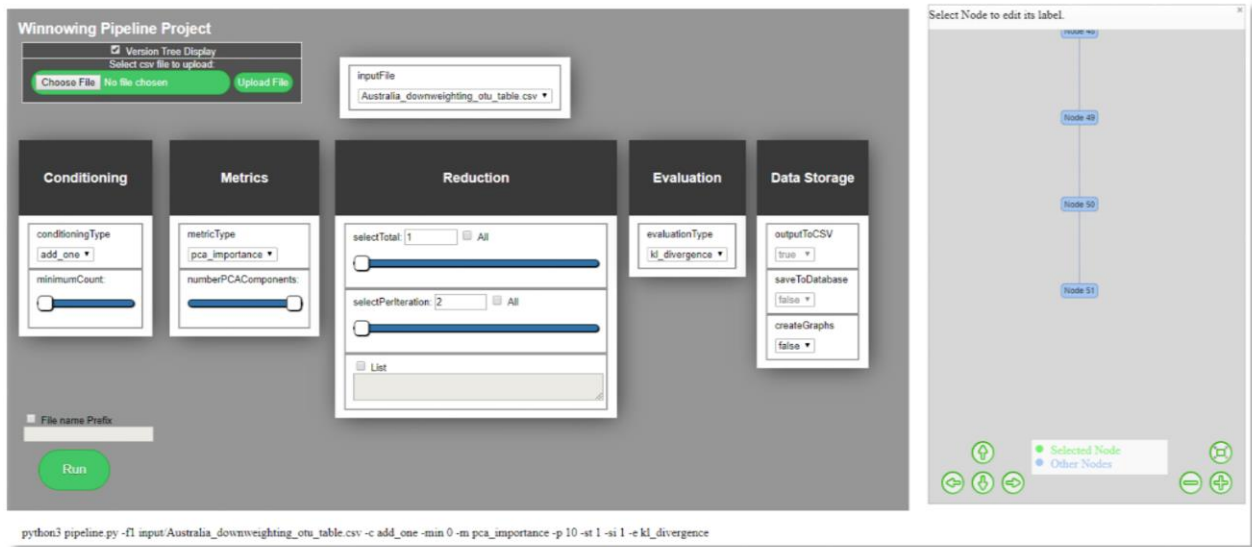 Winnowing Pipeline Project
Version Tree Display
Select csv file to upload:
Choose File No file chosen
Upload File
inputFile
Australia_downweighting_otu_table.csv
Conditioning
conditioningType
add_one
minimumCount:
Metrics
metricType
pca_importance
numberPCAComponents:
Reduction
selectTotal: 1 All
selectPerIteration: 2 All
List
Evaluation
evaluationType
kl_divergence
Data Storage
outputToCSV
true
saveToDatabase
false
createGraphs
false
File name Prefix
Run
python3 pipeline.py -f1 input/Australia_downweighting_otu_table.csv -c add_one -min 0 -m pca_importance -p 10 -st 1 -si 1 -e kl_divergence
Select Node to edit its label.
Node 49
Node 50
Node 51
Selected Node
Other Nodes